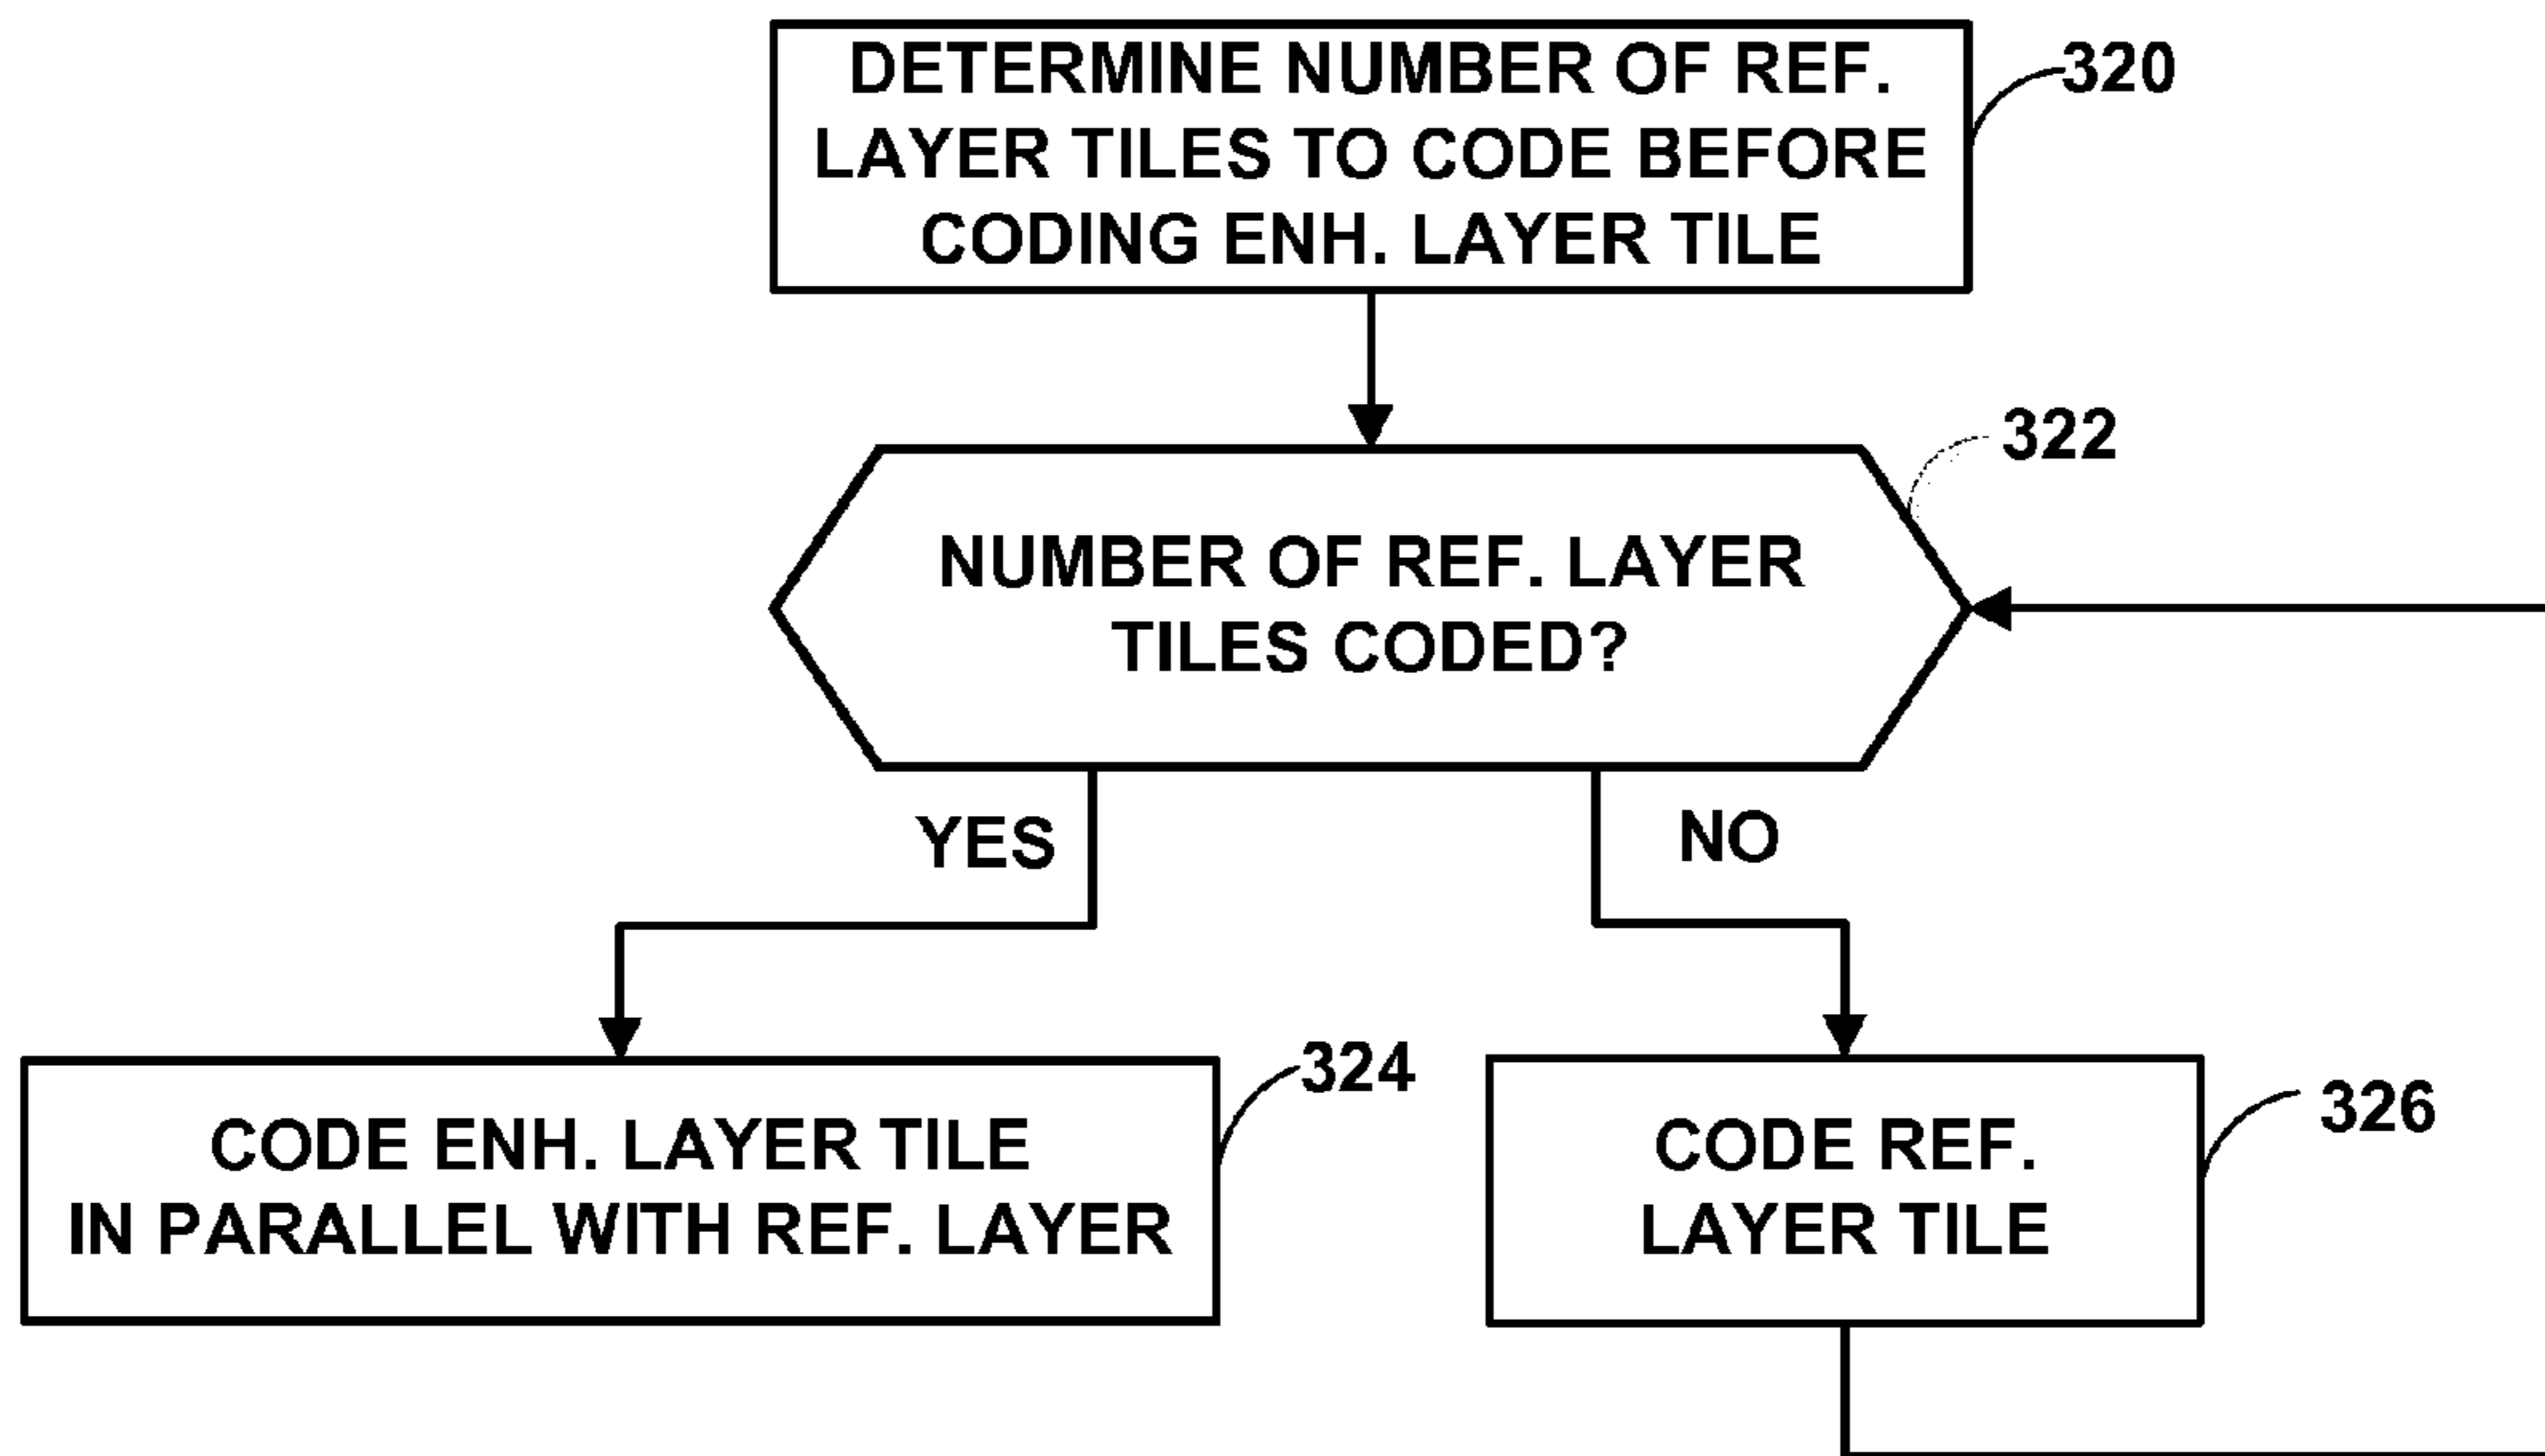 DETERMINE NUMBER OF REF.
LAYER TILES TO CODE BEFORE
CODING ENH. LAYER TILE
320
322
NUMBER OF REF. LAYER
TILES CODED?
YES
NO
324
CODE ENH. LAYER TILE
IN PARALLEL WITH REF. LAYER
326
CODE REF.
LAYER TILE